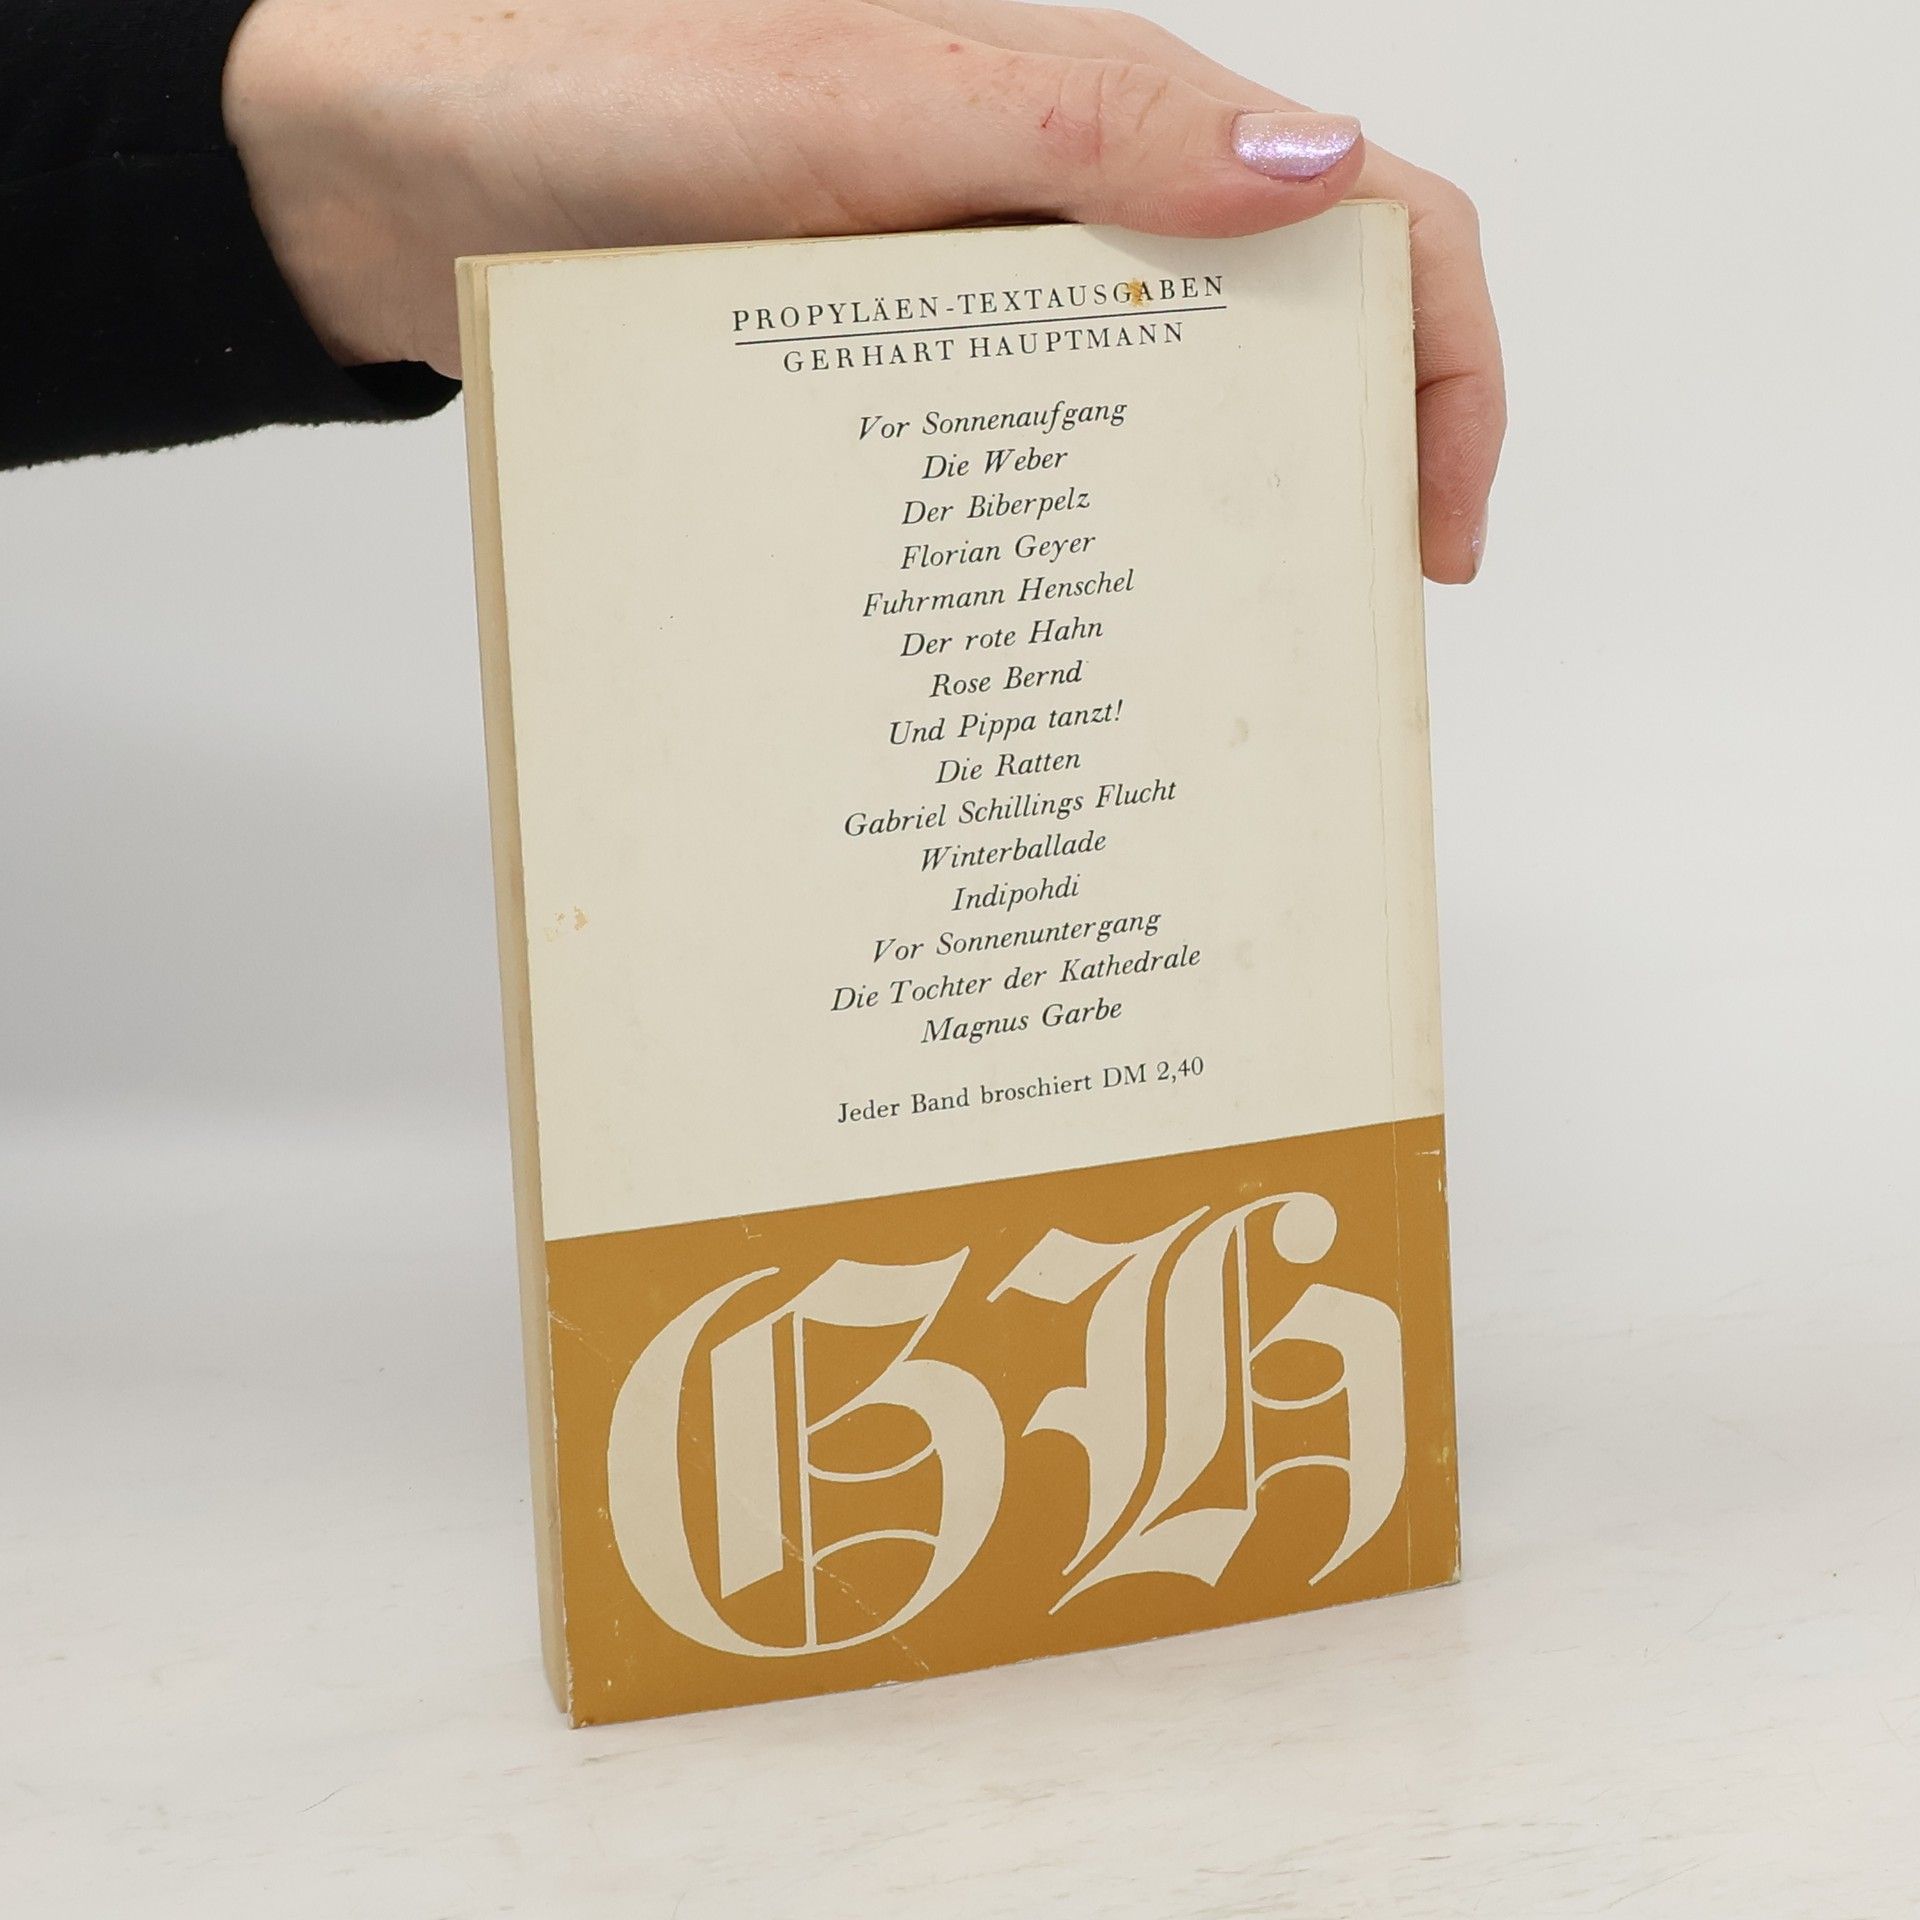 PROPYLÄEN-TEXTAUSGABEN
GERHART HAUPTMANN
Vor Sonnenaufgang
Die Weber
Der Biberpelz
Florian Geyer
Fuhrmann Henschel
Der rote Hahn
Rose Bernd
Und Pippa tanzt!
Die Ratten
Gabriel Schillings Flucht
Winterballade
Indipohdi
Vor Sonnenuntergang
Die Tochter der Kathedrale
Magnus Garbe
Jeder Band broschiert DM 2,40
GH